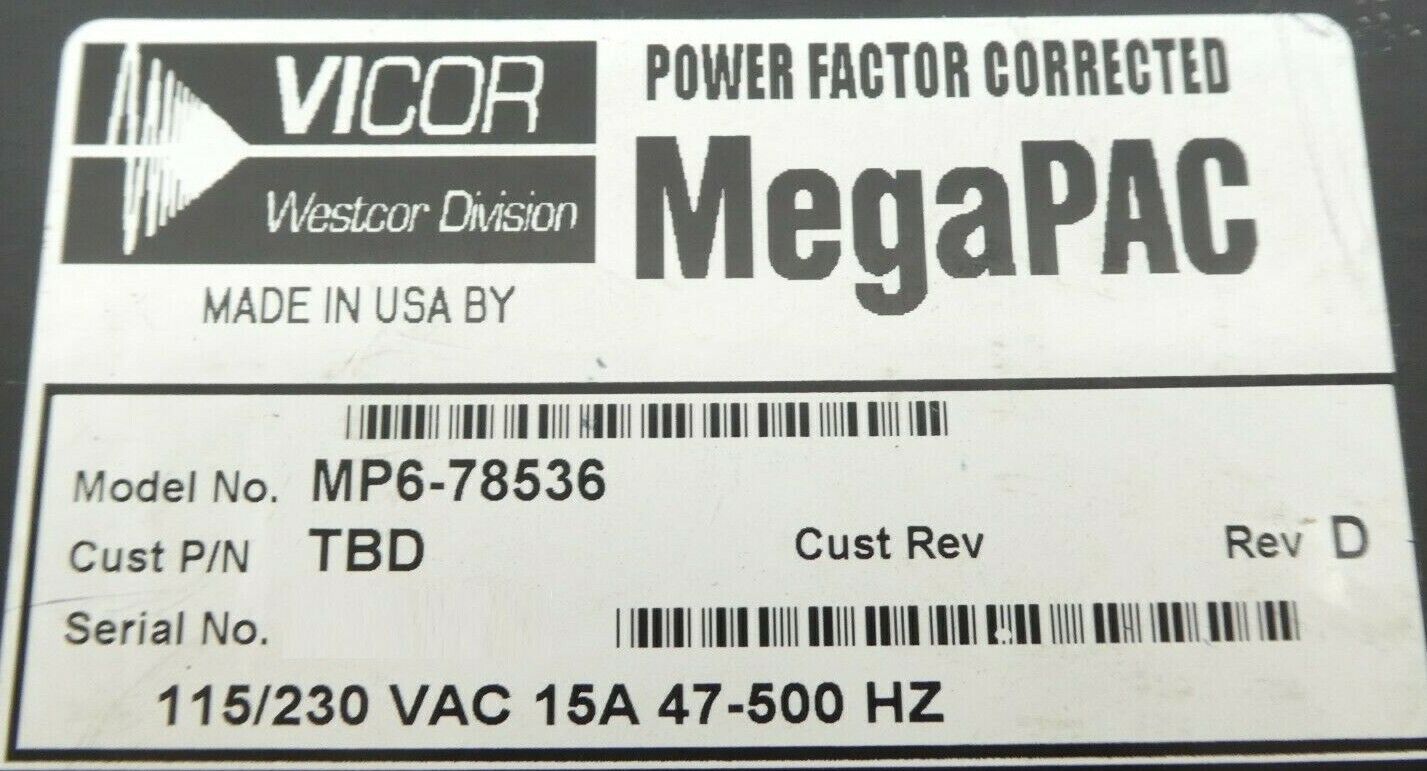 VICOR
Westcor Division
MADE IN USA BY
POWER FACTOR CORRECTED
MegaPAC
Model No. MP6-78536
Cust P/N TBD Cust Rev Rev D
Serial No.
115/230 VAC 15A 47-500 HZ